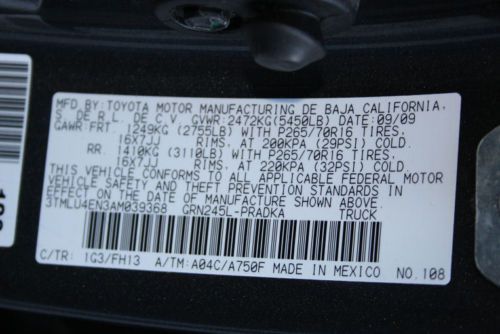 MFD.BY:TOYOTA MOTOR MANUFACTURING DE BAJA CALIFORNIA,
S. DE R.L. DE C.V. GVWR:2472KG(5450LB) DATE:09/09
GAWR:FRT. 1249KG (2755LB) WITH P265/70R16 TIRES,
16X7JJ RIMS, AT 200KPA (29PSI) COLD.
RR. 1410KG (3110LB) WITH P265/70R16 TIRES,
16X7JJ RIMS, AT 220KPA (32PSI) COLD.
THIS VEHICLE CONFORMS TO ALL APPLICABLE FEDERAL MOTOR
VEHICLE SAFETY AND THEFT PREVENTION STANDARDS IN
EFFECT ON THE DATE OF MANUFACTURE SHOWN ABOVE.
3TMLU4EN3AM039368 GRN245L-PRADKA TRUCK
C/TR: 1G3/FH13 A/TM:A04C/A750F MADE IN MEXICO NO.108